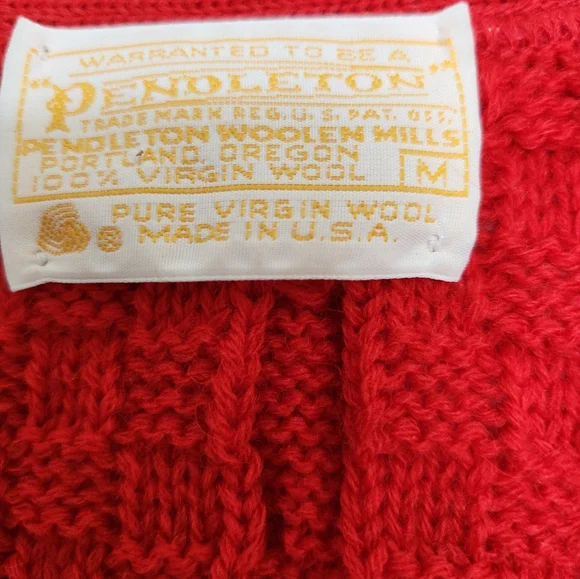 WARRANTED TO BE A
"PENDLETON"
TRADE MARK REG. U.S. PAT. OFF.
PENDLETON WOOLEN MILLS
PORTLAND, OREGON
100% VIRGIN WOOL M
® PURE VIRGIN WOOL
MADE IN U.S.A.